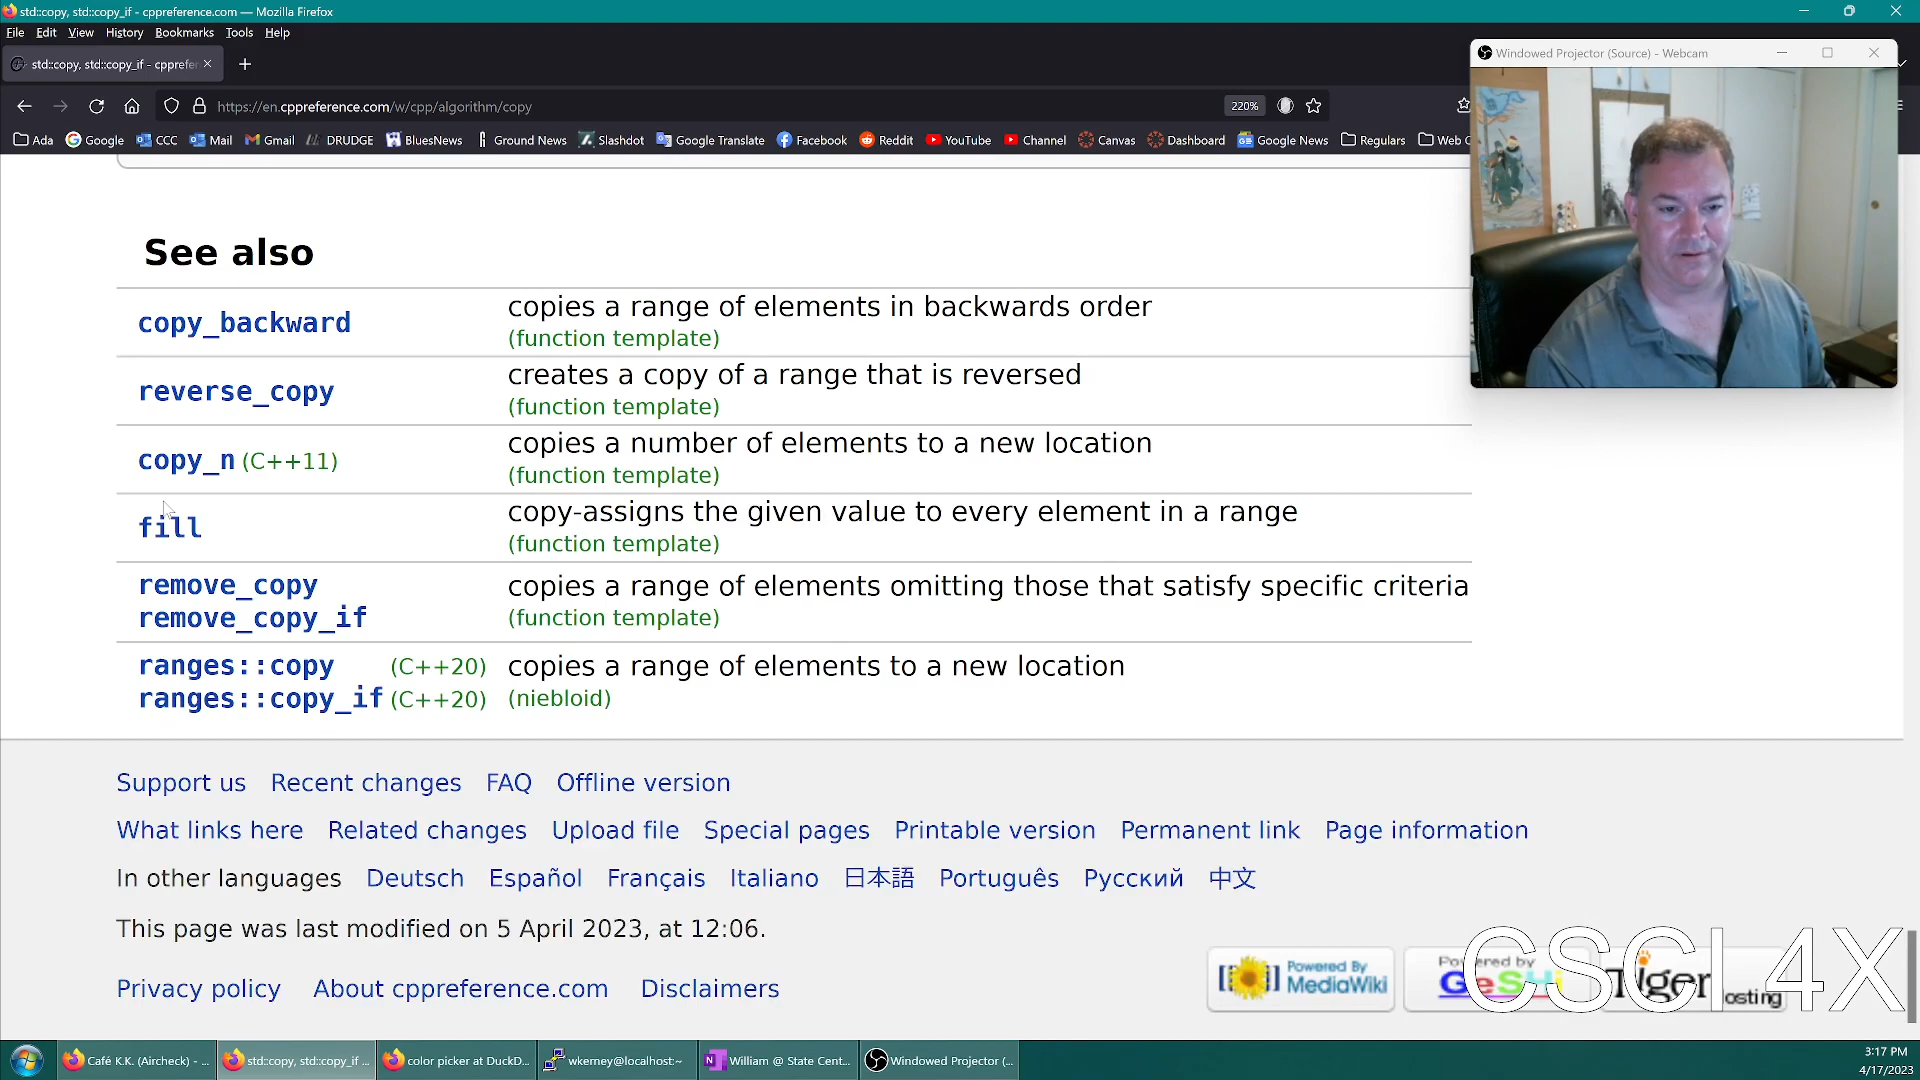 std::copy, std::copy_if - cppreference.com — Mozilla Firefox
File Edit View History Bookmarks Tools Help
std::copy, std::copy_if - cpprefer
Windowed Projector (Source) - Webcam
https://en.cppreference.com/w/cpp/algorithm/copy
220%
Ada Google CCC Mail Gmail DRUDGE BluesNews Ground News Slashdot Google Translate Facebook Reddit YouTube Channel Canvas Dashboard Google News Regulars Web C
See also
copy_backward
copies a range of elements in backwards order
(function template)
reverse_copy
creates a copy of a range that is reversed
(function template)
copy_n (C++11)
copies a number of elements to a new location
(function template)
fill
copy-assigns the given value to every element in a range
(function template)
remove_copy
remove_copy_if
copies a range of elements omitting those that satisfy specific criteria
(function template)
ranges::copy (C++20)
ranges::copy_if (C++20)
copies a range of elements to a new location
(niebloid)
Support us Recent changes FAQ Offline version
What links here Related changes Upload file Special pages Printable version Permanent link Page information
In other languages Deutsch Español Français Italiano 日本語 Português Русский 中文
This page was last modified on 5 April 2023, at 12:06.
Privacy policy About cppreference.com Disclaimers
Powered By
MediaWiki
Powered by
GeSHi
Tiger
Hosting
CSCI 4X
Café K.K. (Aircheck) - ...
std::copy, std::copy_if ...
color picker at DuckD...
wkerney@localhost:~
William @ State Cent...
Windowed Projector (...
3:17 PM
4/17/2023